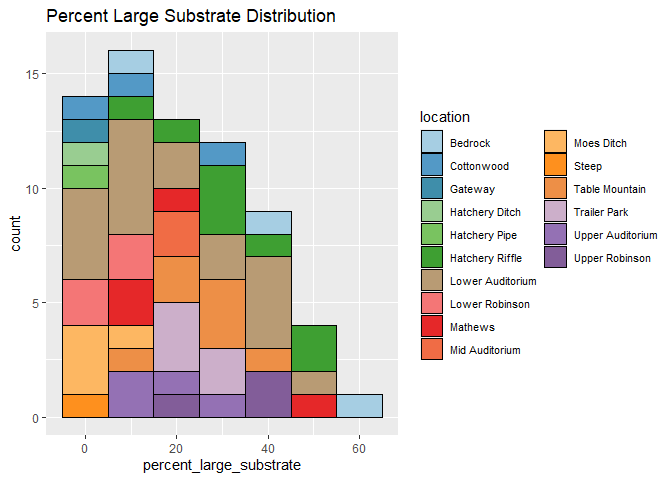 Percent Large Substrate Distribution
15
10
5
0
count
0 20 40 60
percent_large_substrate
location
Bedrock
Cottonwood
Gateway
Hatchery Ditch
Hatchery Pipe
Hatchery Riffle
Lower Auditorium
Lower Robinson
Mathews
Mid Auditorium
Moes Ditch
Steep
Table Mountain
Trailer Park
Upper Auditorium
Upper Robinson